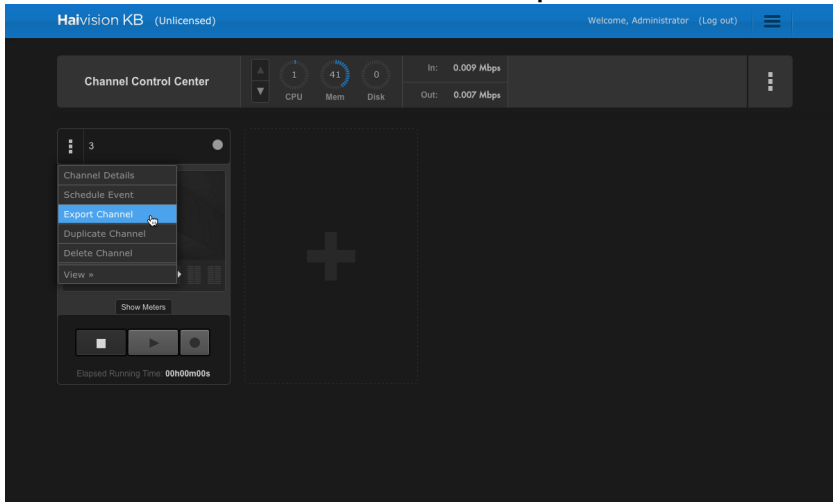 Haivision KB (Unlicensed)
Welcome, Administrator (Log out)
Channel Control Center
1
CPU
41
Mem
0
Disk
In: 0.009 Mbps
Out: 0.007 Mbps
3
Channel Details
Schedule Event
Export Channel
Duplicate Channel
Delete Channel
View »
Show Meters
Elapsed Running Time: 00h00m00s